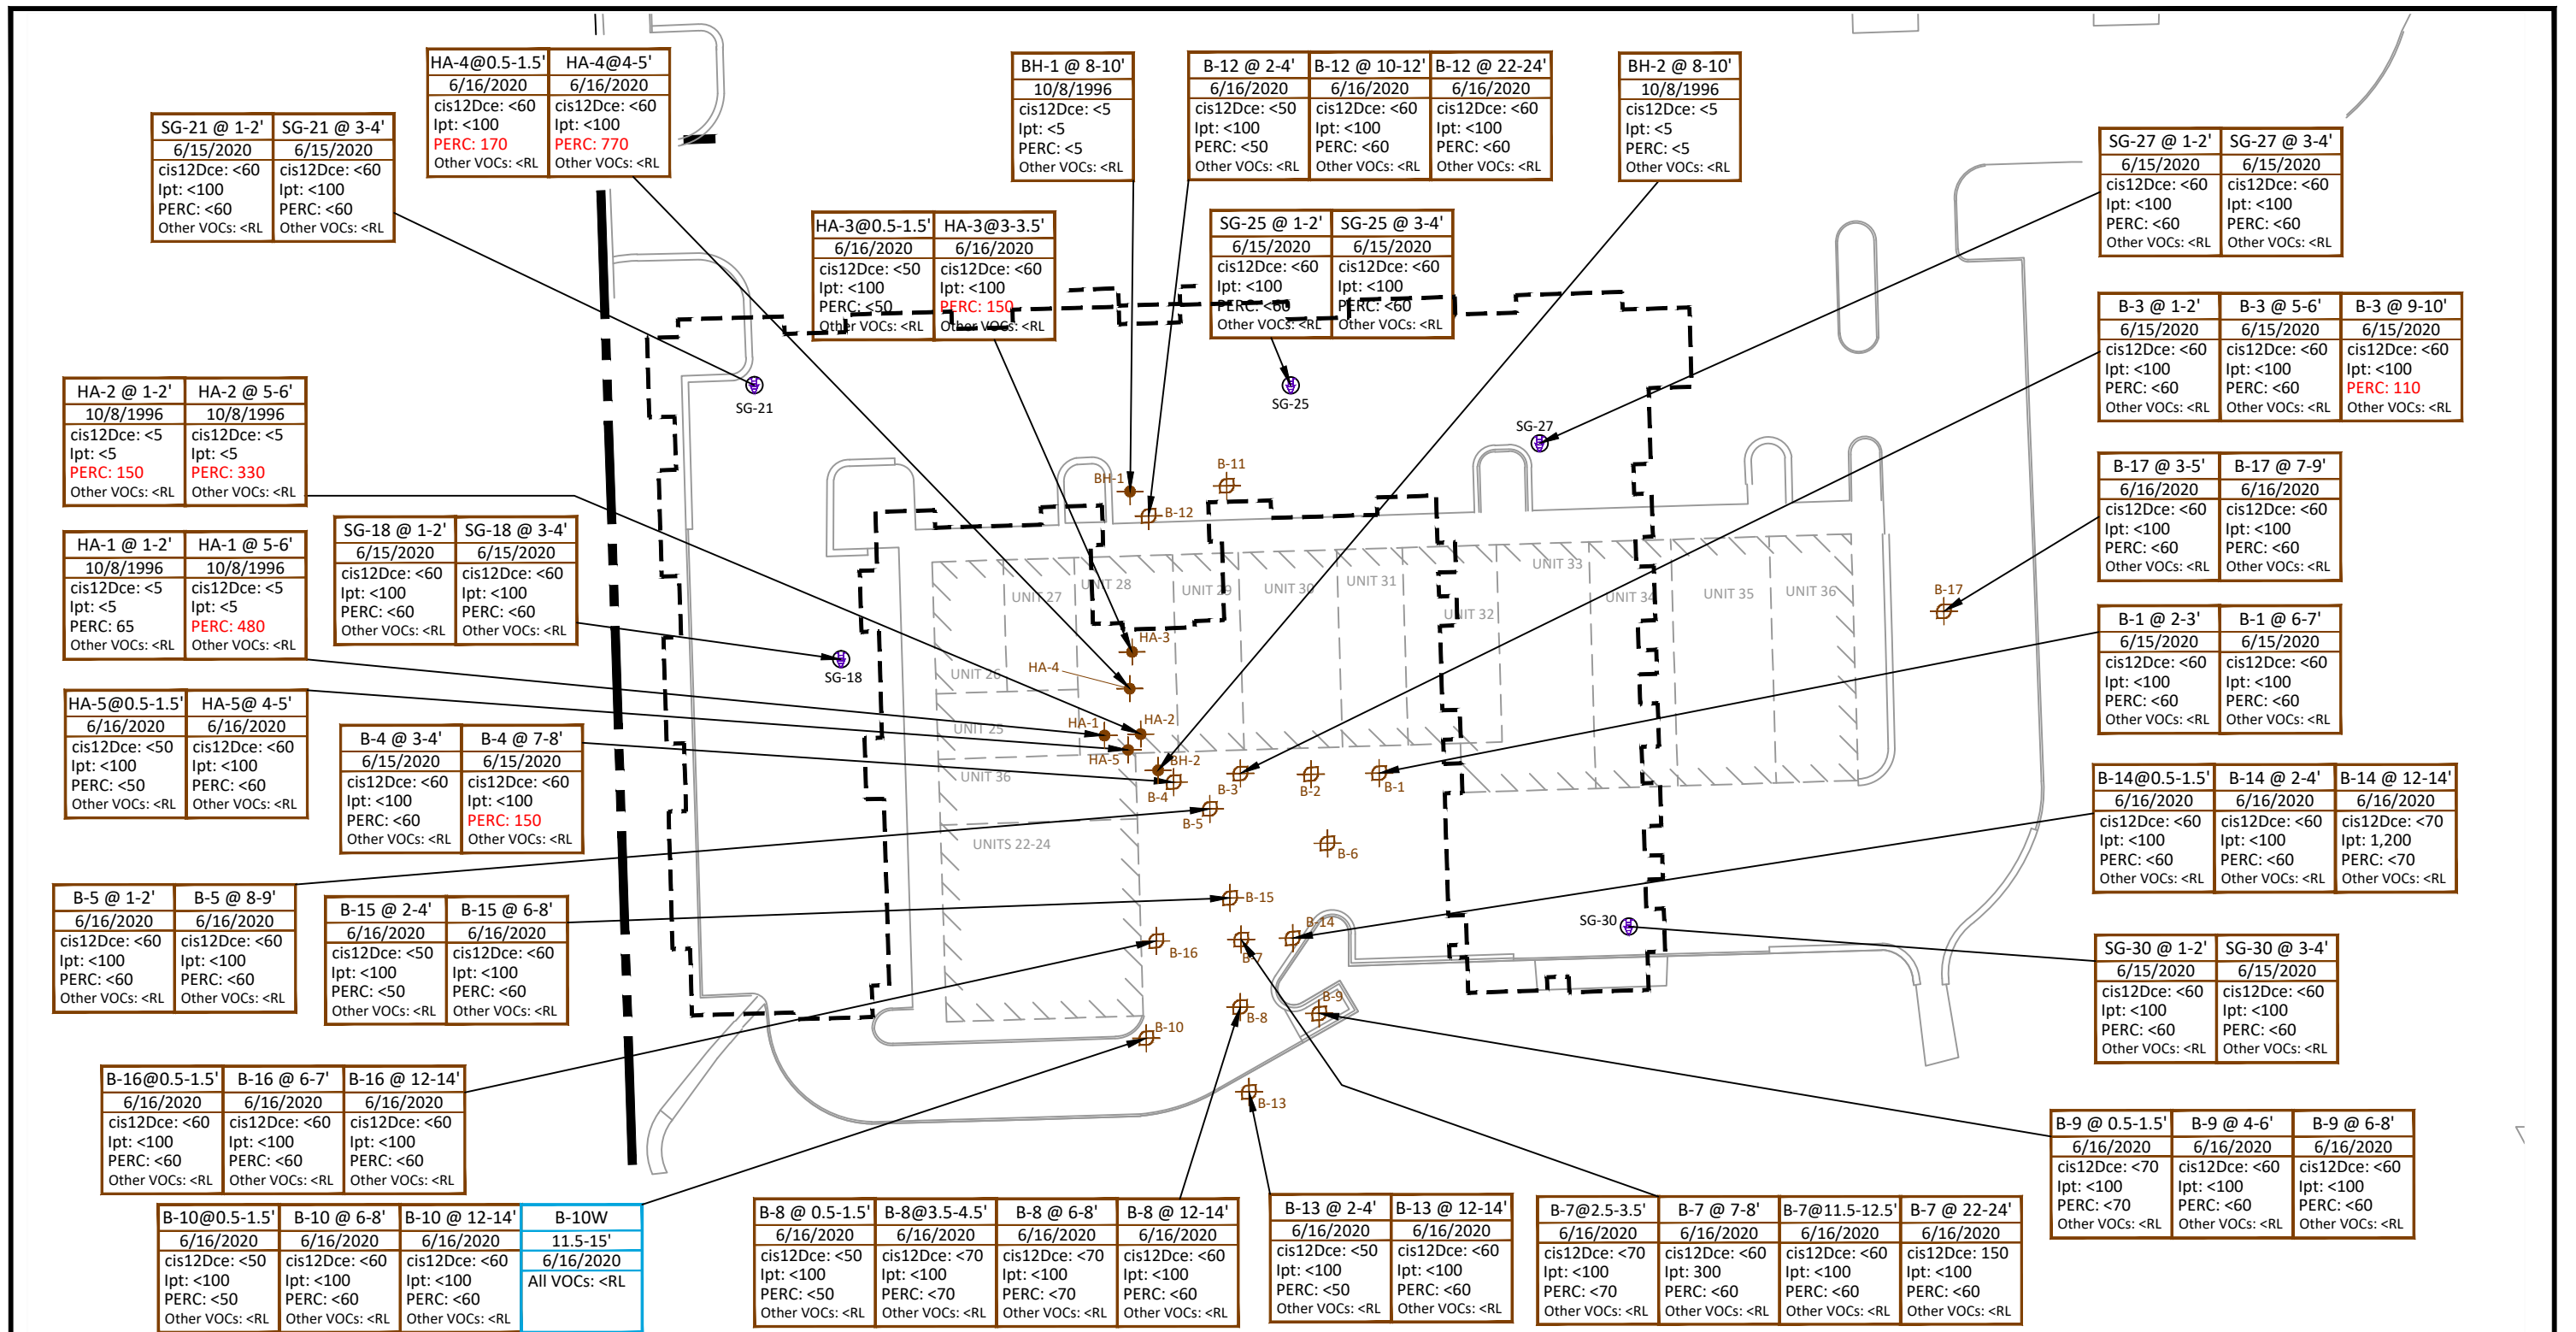 HA-4@0.5-1.5' HA-4@4-5'
6/16/2020 6/16/2020
cis12Dce: <60 cis12Dce: <60
Ipt: <100 Ipt: <100
PERC: 170 PERC: 770
Other VOCs: <RL Other VOCs: <RL
BH-1 @ 8-10'
10/8/1996
cis12Dce: <5
Ipt: <5
PERC: <5
Other VOCs: <RL
B-12 @ 2-4' B-12 @ 10-12' B-12 @ 22-24'
6/16/2020 6/16/2020 6/16/2020
cis12Dce: <50 cis12Dce: <60 cis12Dce: <60
Ipt: <100 Ipt: <100 Ipt: <100
PERC: <50 PERC: <60 PERC: <60
Other VOCs: <RL Other VOCs: <RL Other VOCs: <RL
BH-2 @ 8-10'
10/8/1996
cis12Dce: <5
Ipt: <5
PERC: <5
Other VOCs: <RL
SG-21 @ 1-2' SG-21 @ 3-4'
6/15/2020 6/15/2020
cis12Dce: <60 cis12Dce: <60
Ipt: <100 Ipt: <100
PERC: <60 PERC: <60
Other VOCs: <RL Other VOCs: <RL
SG-27 @ 1-2' SG-27 @ 3-4'
6/15/2020 6/15/2020
cis12Dce: <60 cis12Dce: <60
Ipt: <100 Ipt: <100
PERC: <60 PERC: <60
Other VOCs: <RL Other VOCs: <RL
HA-3@0.5-1.5' HA-3@3-3.5'
6/16/2020 6/16/2020
cis12Dce: <50 cis12Dce: <60
Ipt: <100 Ipt: <100
PERC: <50 PERC: 150
Other VOCs: <RL Other VOCs: <RL
SG-25 @ 1-2' SG-25 @ 3-4'
6/15/2020 6/15/2020
cis12Dce: <60 cis12Dce: <60
Ipt: <100 Ipt: <100
PERC: <60 PERC: <60
Other VOCs: <RL Other VOCs: <RL
B-3 @ 1-2' B-3 @ 5-6' B-3 @ 9-10'
6/15/2020 6/15/2020 6/15/2020
cis12Dce: <60 cis12Dce: <60 cis12Dce: <60
Ipt: <100 Ipt: <100 Ipt: <100
PERC: <60 PERC: <60 PERC: 110
Other VOCs: <RL Other VOCs: <RL Other VOCs: <RL
HA-2 @ 1-2' HA-2 @ 5-6'
10/8/1996 10/8/1996
cis12Dce: <5 cis12Dce: <5
Ipt: <5 Ipt: <5
PERC: 150 PERC: 330
Other VOCs: <RL Other VOCs: <RL
SG-21
SG-25
SG-27
B-17 @ 3-5' B-17 @ 7-9'
6/16/2020 6/16/2020
cis12Dce: <60 cis12Dce: <60
Ipt: <100 Ipt: <100
PERC: <60 PERC: <60
Other VOCs: <RL Other VOCs: <RL
B-11
BH-1
B-12
HA-1 @ 1-2' HA-1 @ 5-6'
10/8/1996 10/8/1996
cis12Dce: <5 cis12Dce: <5
Ipt: <5 Ipt: <5
PERC: 65 PERC: 480
Other VOCs: <RL Other VOCs: <RL
SG-18 @ 1-2' SG-18 @ 3-4'
6/15/2020 6/15/2020
cis12Dce: <60 cis12Dce: <60
Ipt: <100 Ipt: <100
PERC: <60 PERC: <60
Other VOCs: <RL Other VOCs: <RL
UNIT 27
UNIT 28
UNIT 29
UNIT 30
UNIT 31
UNIT 32
UNIT 33
UNIT 34
UNIT 35
UNIT 36
B-17
B-1 @ 2-3' B-1 @ 6-7'
6/15/2020 6/15/2020
cis12Dce: <60 cis12Dce: <60
Ipt: <100 Ipt: <100
PERC: <60 PERC: <60
Other VOCs: <RL Other VOCs: <RL
SG-18
HA-3
HA-4
UNIT 26
HA-5@0.5-1.5' HA-5@ 4-5'
6/16/2020 6/16/2020
cis12Dce: <50 cis12Dce: <60
Ipt: <100 Ipt: <100
PERC: <50 PERC: <60
Other VOCs: <RL Other VOCs: <RL
B-4 @ 3-4' B-4 @ 7-8'
6/15/2020 6/15/2020
cis12Dce: <60 cis12Dce: <60
Ipt: <100 Ipt: <100
PERC: <60 PERC: 150
Other VOCs: <RL Other VOCs: <RL
UNIT 25
HA-1
HA-2
HA-5
BH-2
UNIT 36
B-4
B-3
B-2
B-1
B-5
UNITS 22-24
B-6
B-14@0.5-1.5' B-14 @ 2-4' B-14 @ 12-14'
6/16/2020 6/16/2020 6/16/2020
cis12Dce: <60 cis12Dce: <60 cis12Dce: <70
Ipt: <100 Ipt: <100 Ipt: 1,200
PERC: <60 PERC: <60 PERC: <70
Other VOCs: <RL Other VOCs: <RL Other VOCs: <RL
B-5 @ 1-2' B-5 @ 8-9'
6/16/2020 6/16/2020
cis12Dce: <60 cis12Dce: <60
Ipt: <100 Ipt: <100
PERC: <60 PERC: <60
Other VOCs: <RL Other VOCs: <RL
B-15 @ 2-4' B-15 @ 6-8'
6/16/2020 6/16/2020
cis12Dce: <50 cis12Dce: <60
Ipt: <100 Ipt: <100
PERC: <50 PERC: <60
Other VOCs: <RL Other VOCs: <RL
B-15
B-14
SG-30
B-16
B-7
SG-30 @ 1-2' SG-30 @ 3-4'
6/15/2020 6/15/2020
cis12Dce: <60 cis12Dce: <60
Ipt: <100 Ipt: <100
PERC: <60 PERC: <60
Other VOCs: <RL Other VOCs: <RL
B-9
B-8
B-10
B-13
B-16@0.5-1.5' B-16 @ 6-7' B-16 @ 12-14'
6/16/2020 6/16/2020 6/16/2020
cis12Dce: <60 cis12Dce: <60 cis12Dce: <60
Ipt: <100 Ipt: <100 Ipt: <100
PERC: <60 PERC: <60 PERC: <60
Other VOCs: <RL Other VOCs: <RL Other VOCs: <RL
B-9 @ 0.5-1.5' B-9 @ 4-6' B-9 @ 6-8'
6/16/2020 6/16/2020 6/16/2020
cis12Dce: <70 cis12Dce: <60 cis12Dce: <60
Ipt: <100 Ipt: <100 Ipt: <100
PERC: <70 PERC: <60 PERC: <60
Other VOCs: <RL Other VOCs: <RL Other VOCs: <RL
B-10@0.5-1.5' B-10 @ 6-8' B-10 @ 12-14' B-10W
6/16/2020 6/16/2020 6/16/2020 11.5-15'
cis12Dce: <50 cis12Dce: <60 cis12Dce: <60 6/16/2020
Ipt: <100 Ipt: <100 Ipt: <100 All VOCs: <RL
PERC: <50 PERC: <60 PERC: <60
Other VOCs: <RL Other VOCs: <RL Other VOCs: <RL
B-8 @ 0.5-1.5' B-8@3.5-4.5' B-8 @ 6-8' B-8 @ 12-14'
6/16/2020 6/16/2020 6/16/2020 6/16/2020
cis12Dce: <50 cis12Dce: <70 cis12Dce: <70 cis12Dce: <60
Ipt: <100 Ipt: <100 Ipt: <100 Ipt: <100
PERC: <50 PERC: <70 PERC: <70 PERC: <60
Other VOCs: <RL Other VOCs: <RL Other VOCs: <RL Other VOCs: <RL
B-13 @ 2-4' B-13 @ 12-14'
6/16/2020 6/16/2020
cis12Dce: <50 cis12Dce: <60
Ipt: <100 Ipt: <100
PERC: <50 PERC: <60
Other VOCs: <RL Other VOCs: <RL
B-7@2.5-3.5' B-7 @ 7-8' B-7@11.5-12.5' B-7 @ 22-24'
6/16/2020 6/16/2020 6/16/2020 6/16/2020
cis12Dce: <70 cis12Dce: <60 cis12Dce: <60 cis12Dce: 150
Ipt: <100 Ipt: 300 Ipt: <100 Ipt: <100
PERC: <70 PERC: <60 PERC: <60 PERC: <60
Other VOCs: <RL Other VOCs: <RL Other VOCs: <RL Other VOCs: <RL